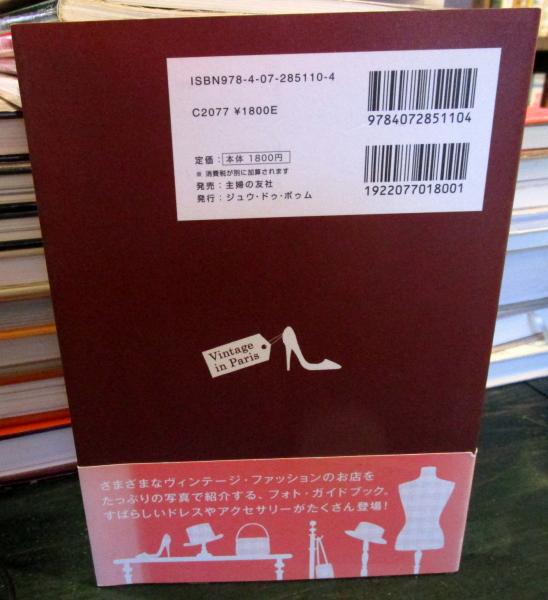 ISBN978-4-07-285110-4
C2077 ¥1800E
9784072851104
定価：本体 1800円
※ 消費税が別に加算されます
発売：主婦の友社
発行：ジュウ・ドゥ・ポゥム
1922077018001
Vintage
in Paris
さまざまなヴィンテージ・ファッションのお店を
たっぷりの写真で紹介する、フォト・ガイドブック。
すばらしいドレスやアクセサリーがたくさん登場！